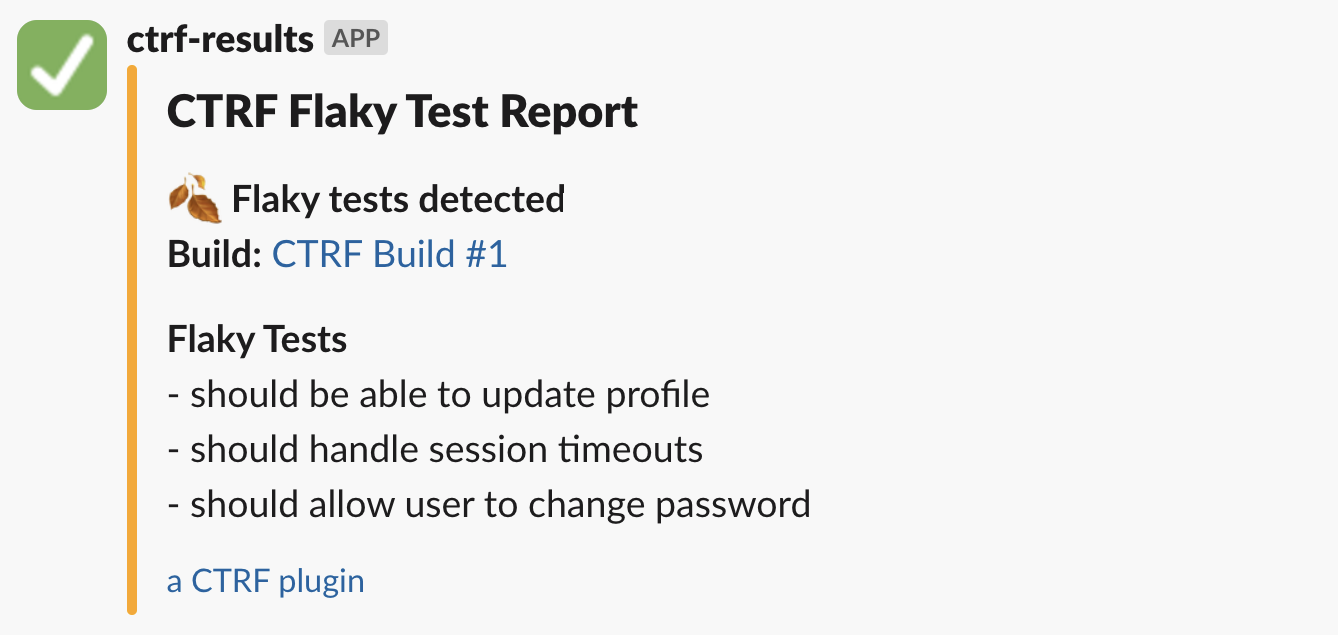 ctrf-results APP
CTRF Flaky Test Report
Flaky tests detected
Build: CTRF Build #1
Flaky Tests
- should be able to update profile
- should handle session timeouts
- should allow user to change password
a CTRF plugin